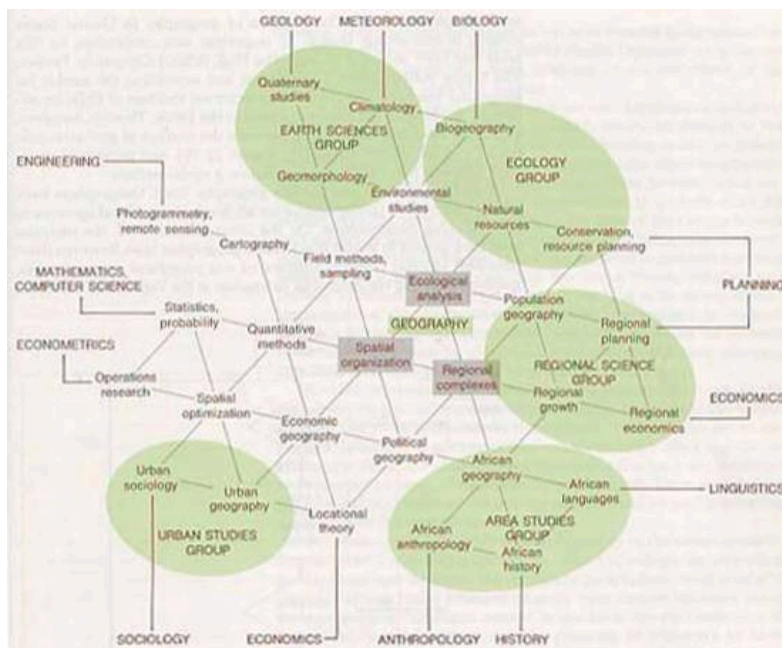 GEOLOGY METEOROLOGY BIOLOGY
Quaternary
studies
Climatology
EARTH SCIENCES
GROUP
Biogeography
ECOLOGY
GROUP
ENGINEERING
Geomorphology
Environmental
studies
Photogrammetry,
remote sensing
Natural
resources
Conservation,
resource planning
Cartography
Field methods,
sampling
MATHEMATICS,
COMPUTER SCIENCE
Ecological
analysis
PLANNING
Statistics,
probability
Population
geography
GEOGRAPHY
Regional
planning
Quantitative
methods
ECONOMETRICS
Spatial
organization
Regional
complexes
REGIONAL SCIENCE
GROUP
Operations
research
Spatial
optimization
Regional
growth
ECONOMICS
Regional
economics
Economic
geography
Political
geography
Urban
sociology
African
geography
African
languages
LINGUISTICS
Urban
geography
Locational
theory
URBAN STUDIES
GROUP
African
anthropology
AREA STUDIES
GROUP
African
history
SOCIOLOGY ECONOMICS ANTHROPOLOGY HISTORY